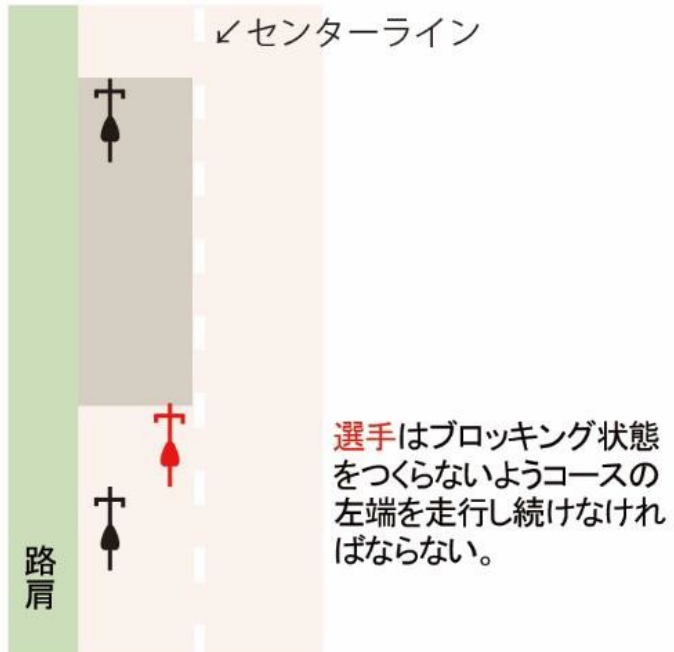 ↙センターライン
選手はブロッキング状態
をつくらないようコースの
左端を走行し続けなけれ
ばならない。
路肩